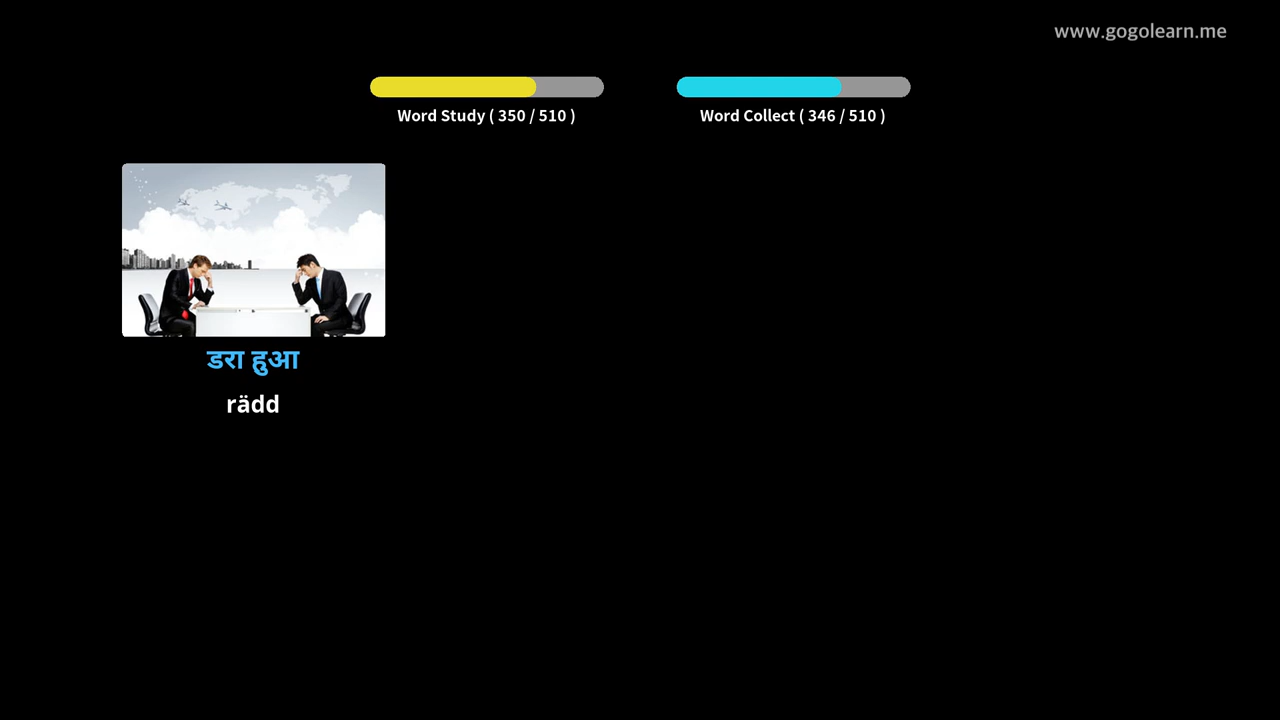 www.gogolearn.me
Word Study ( 350 / 510 )
Word Collect ( 346 / 510 )
डरा हुआ
rädd